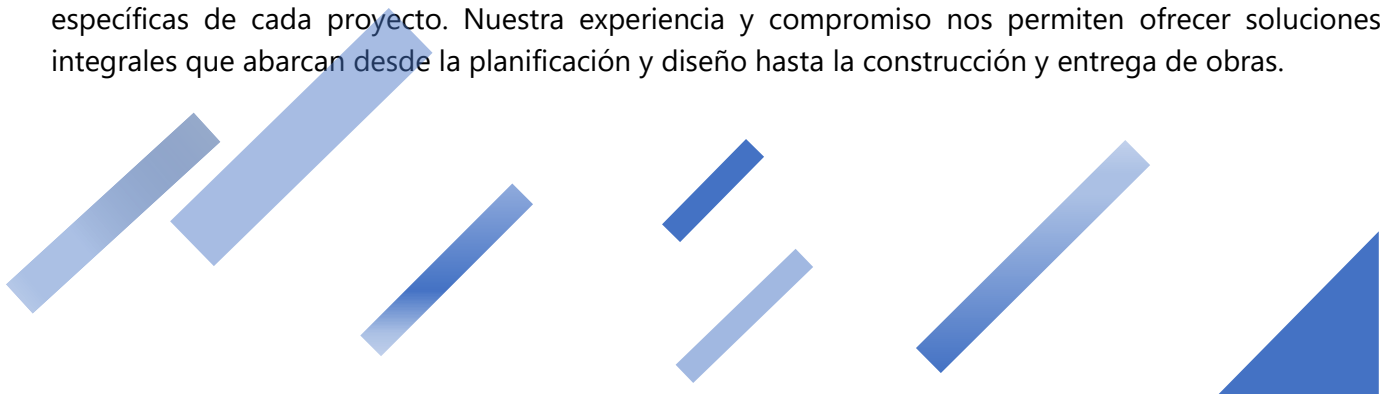 específicas de cada proyecto. Nuestra experiencia y compromiso nos permiten ofrecer soluciones
integrales que abarcan desde la planificación y diseño hasta la construcción y entrega de obras.